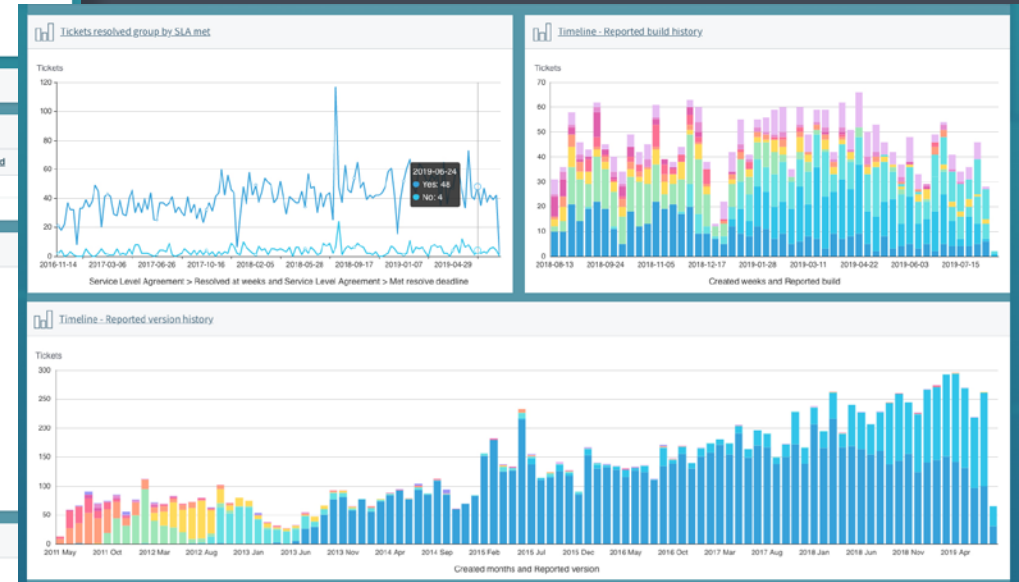 d
Tickets resolved group by SLA met
Tickets
120
100
80
60
40
20
0
2019-06-24
Yes: 48
No: 4
2016-11-14 2017-03-06 2017-06-26 2017-10-16 2018-02-05 2018-05-28 2018-09-17 2019-01-07 2019-04-29
Service Level Agreement > Resolved at weeks and Service Level Agreement > Met resolve deadline
Timeline - Reported build history
Tickets
70
60
50
40
30
20
10
0
2018-08-13 2018-09-24 2018-11-05 2018-12-17 2019-01-28 2019-03-11 2019-04-22 2019-06-03 2019-07-15
Created weeks and Reported build
Timeline - Reported version history
Tickets
300
250
200
150
100
50
0
2011 May 2011 Oct 2012 Mar 2012 Aug 2013 Jan 2013 Jun 2013 Nov 2014 Apr 2014 Sep 2015 Feb 2015 Jul 2015 Dec 2016 May 2016 Oct 2017 Mar 2017 Aug 2018 Jan 2018 Jun 2018 Nov 2019 Apr
Created months and Reported version